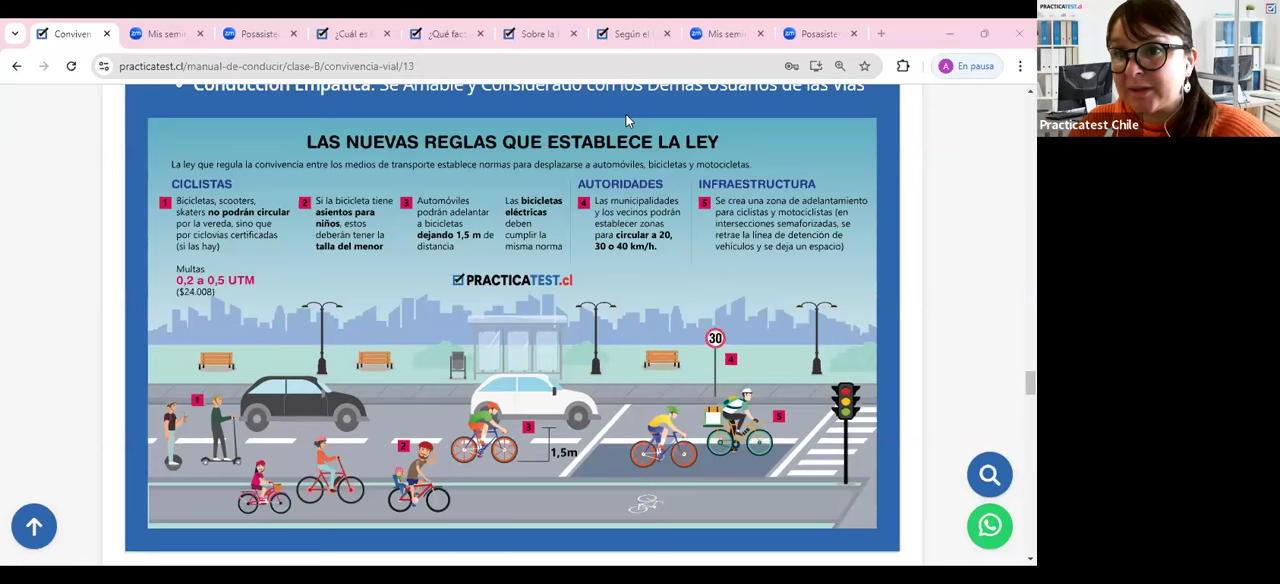 Conviven
Mis semi
Posasiste
¿Cuál es
¿Qué fac
Sobre la
Según el
Mis semi
Posasiste
practicatest.cl/manual-de-conducir/clase-B/convivencia-vial/13
A
En pausa
PRACTICATEST.cl
Practicatest Chile
• Conducción Empática: Sé Amable y Considerado con los Demás Usuarios de las Vías
LAS NUEVAS REGLAS QUE ESTABLECE LA LEY
La ley que regula la convivencia entre los medios de transporte establece normas para desplazarse a automóviles, bicicletas y motocicletas.
CICLISTAS
1 Bicicletas, scooters,
skaters no podrán circular
por la vereda, sino que
por ciclovias certificadas
(si las hay)
Multas
0,2 a 0,5 UTM
($24.008)
2 Si la bicicleta tiene
asientos para
niños, estos
deberán tener la
talla del menor
3 Automóviles
podrán adelantar
a bicicletas
dejando 1,5 m de
distancia
Las bicicletas
eléctricas
deben
cumplir la
misma norma
AUTORIDADES
4 Las municipalidades
y los vecinos podrán
establecer zonas
para circular a 20,
30 o 40 km/h.
INFRAESTRUCTURA
5 Se crea una zona de adelantamiento
para ciclistas y motociclistas (en
intersecciones semaforizadas, se
retrae la línea de detención de
vehículos y se deja un espacio)
PRACTICATEST.cl
30
4
1
3
5
2
1,5m